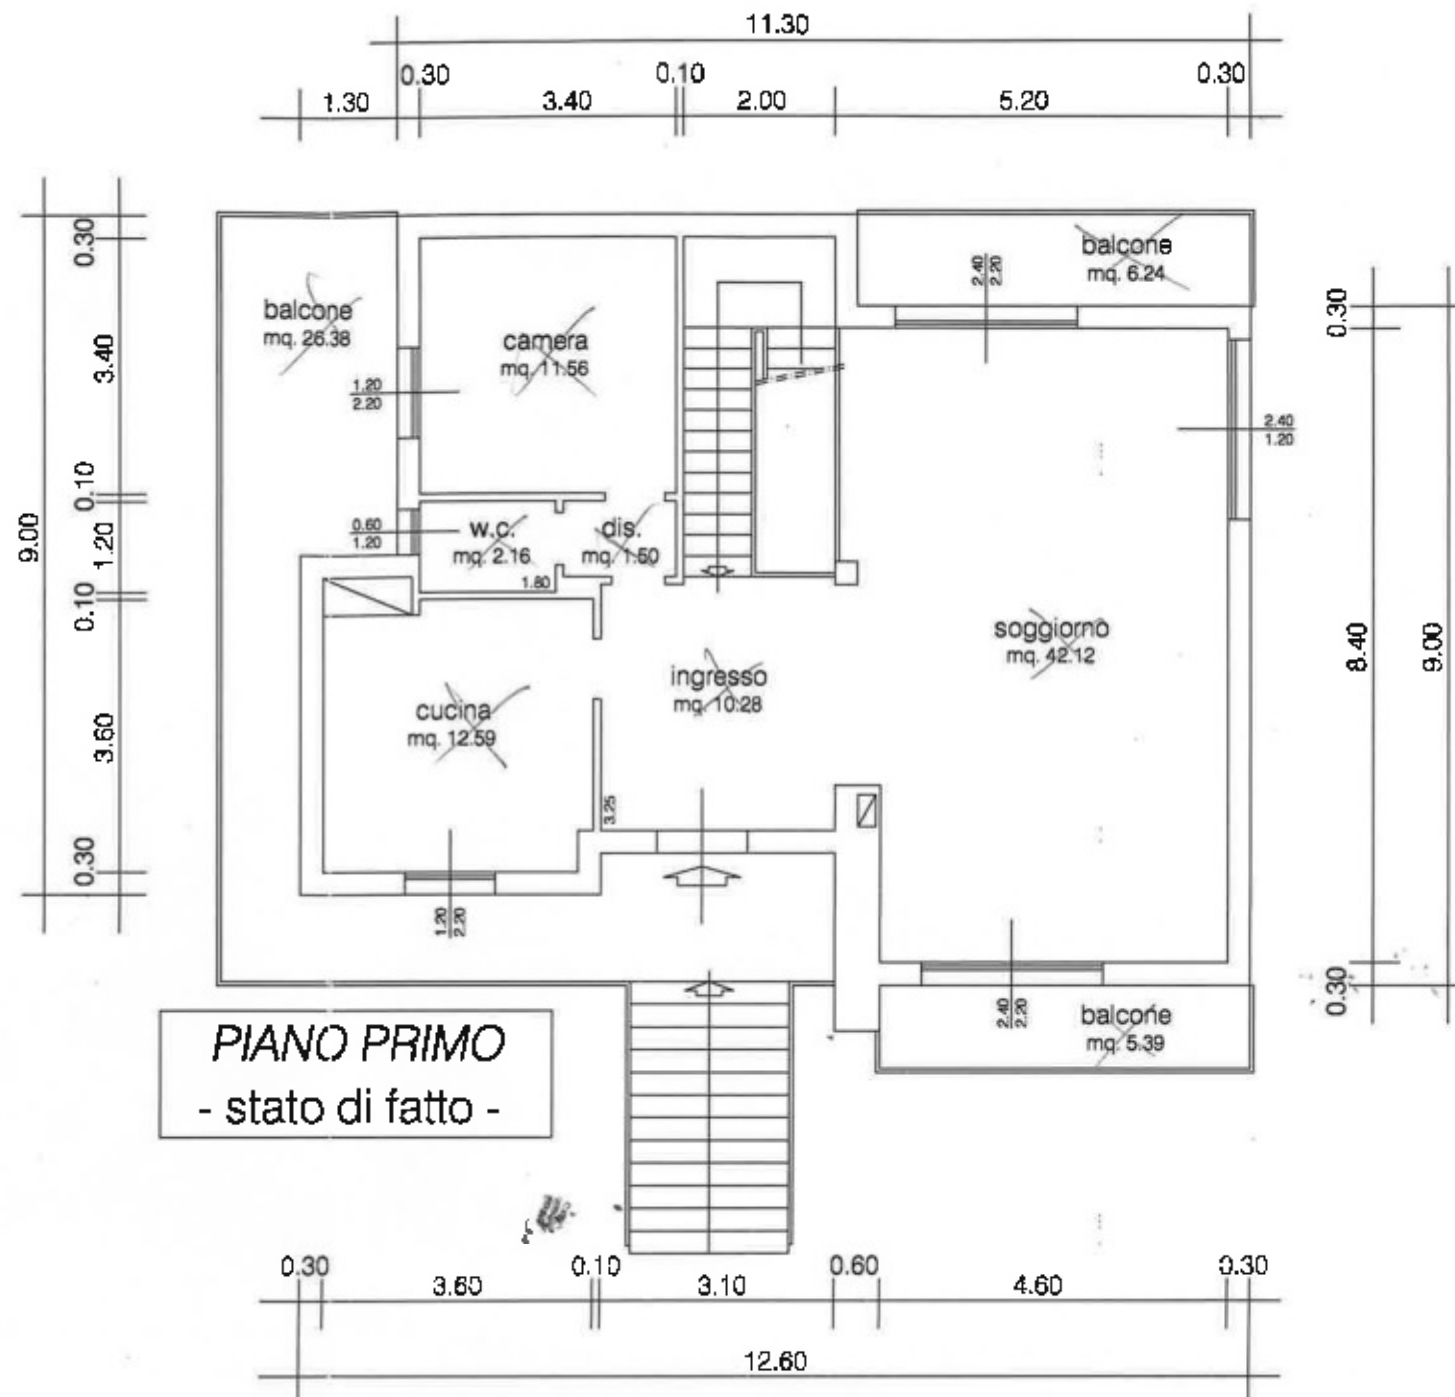 11.30
0.30 0.10 0.30
1.30 3.40 2.00 5.20
0.30
3.40
0.10
1.20
0.10
3.60
0.30
9.00
balcone
mq. 26.38
camera
mq. 11.56
1.20
2.20
0.60
1.20
w.c.
mq. 2.16
1.80
dis.
mq. 1.50
cucina
mq. 12.59
1.20
2.20
ingresso
mq. 10.28
3.25
balcone
mq. 6.24
2.40
2.20
soggiorno
mq. 42.12
2.40
1.20
2.40
2.20
balcone
mq. 5.39
0.30
8.40
0.30
9.00
PIANO PRIMO
- stato di fatto -
0.30 0.10 0.60 0.30
3.60 3.10 4.60
12.60